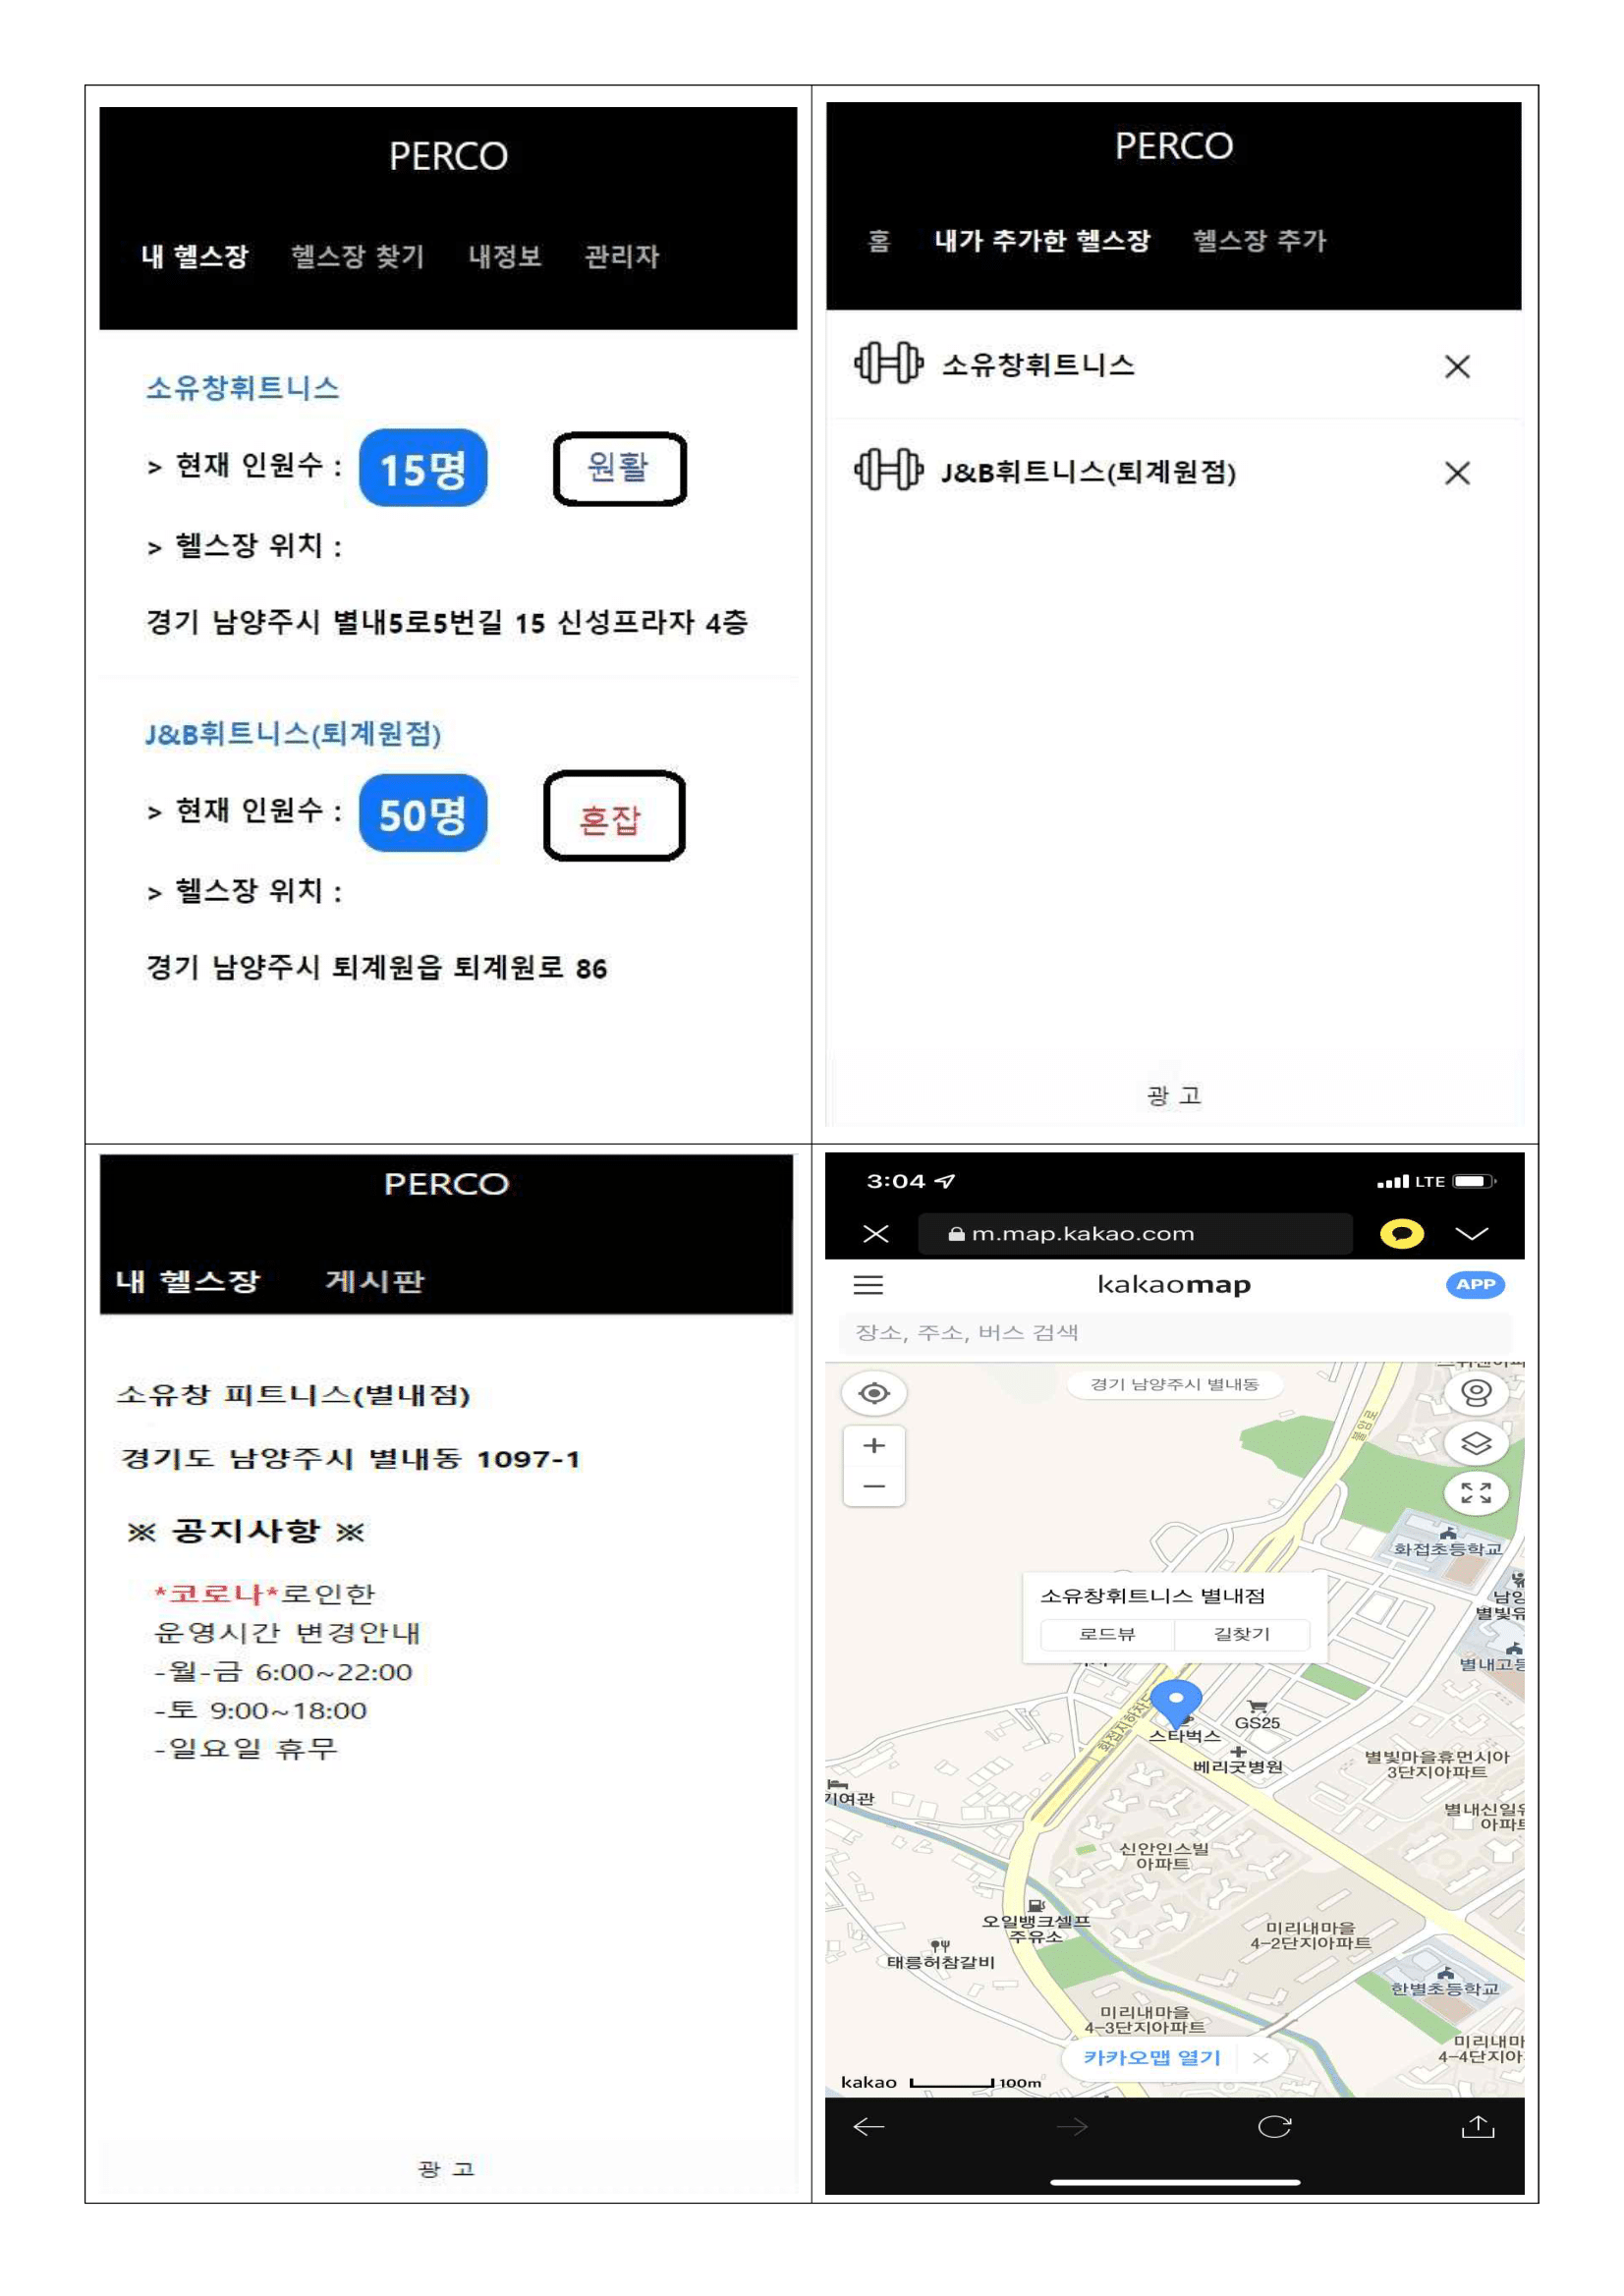 PERCO
내 헬스장 헬스장 찾기 내정보 관리자
소유창휘트니스
> 현재 인원수 : 15명 원활
> 헬스장 위치 :
경기 남양주시 별내5로5번길 15 신성프라자 4층
J&B휘트니스(퇴계원점)
> 현재 인원수 : 50명 혼잡
> 헬스장 위치 :
경기 남양주시 퇴계원읍 퇴계원로 86
PERCO
홈 내가 추가한 헬스장 헬스장 추가
소유창휘트니스
J&B휘트니스(퇴계원점)
광 고
PERCO
내 헬스장 게시판
소유창 피트니스(별내점)
경기도 남양주시 별내동 1097-1
※ 공지사항 ※
*코로나*로인한
운영시간 변경안내
-월-금 6:00~22:00
-토 9:00~18:00
-일요일 휴무
광 고
3:04 LTE
m.map.kakao.com
kakaomap APP
장소, 주소, 버스 검색
경기 남양주시 별내동
불암로
화접초등학교
소유창휘트니스 별내점
로드뷰 길찾기
남양
별빛유
별내고등
화접지하차도
스타벅스
GS25
베리굿병원
별빛마을휴먼시아
3단지아파트
기여관
별내신일유
아파트
신안인스빌
아파트
오일뱅크셀프
주유소
미리내마을
4-2단지아파트
태릉허참갈비
한별초등학교
미리내마을
4-3단지아파트
미리내마
4-4단지아
카카오맵 열기
kakao 100m